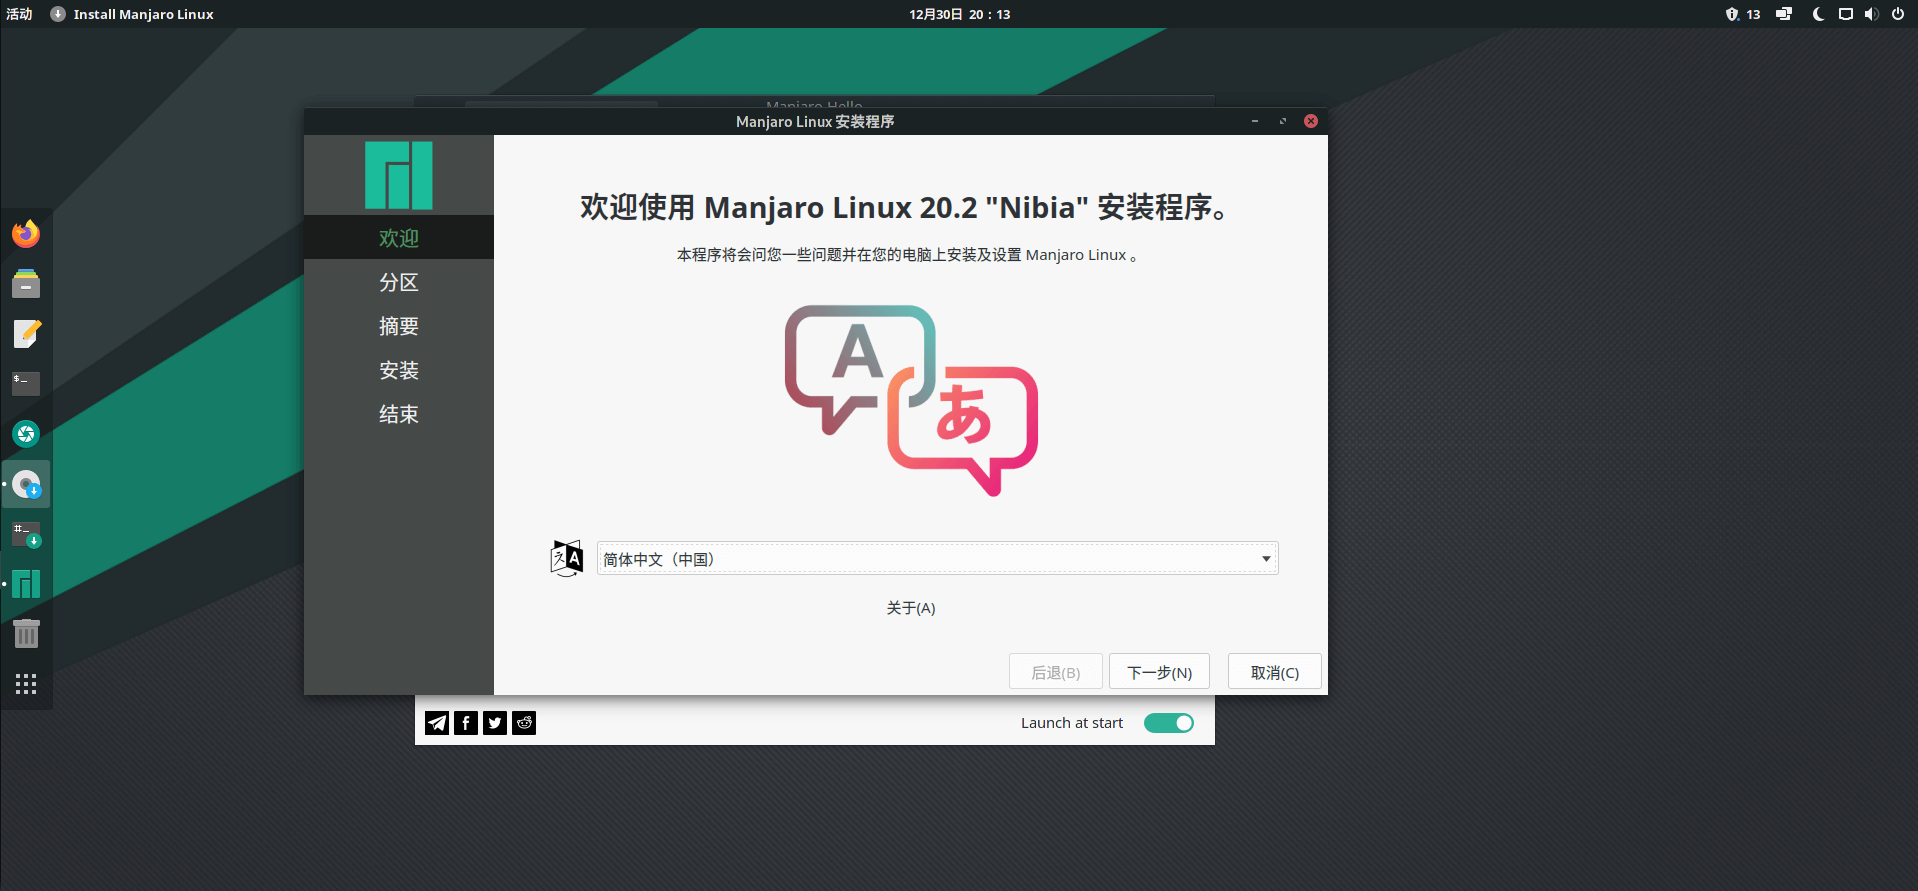 活动 Install Manjaro Linux 12月30日 20：13 13
Manjaro Hello
Manjaro Linux 安装程序
欢迎
分区
摘要
安装
结束
欢迎使用 Manjaro Linux 20.2 "Nibia" 安装程序。
本程序将会问您一些问题并在您的电脑上安装及设置 Manjaro Linux 。
A
あ
简体中文（中国）
关于(A)
后退(B) 下一步(N) 取消(C)
Launch at start